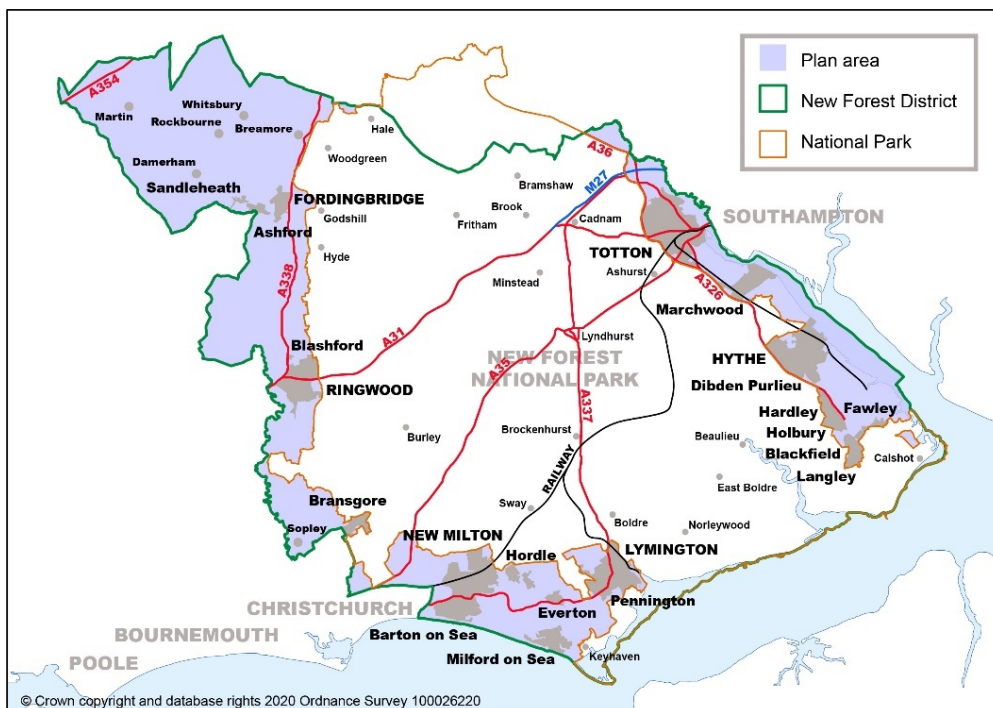 Plan area
New Forest District
National Park
A354
Martin
Whitsbury
Rockbourne
Breamore
Hale
Woodgreen
Damerham
Sandleheath
FORDINGBRIDGE
Godshill
Ashford
Hyde
A338
Bramshaw
Brook
Fritham
A36
M27
Cadnam
SOUTHAMPTON
TOTTON
Ashurst
Minstead
A326
Marchwood
A31
Blashford
RINGWOOD
Lyndhurst
NEW FOREST
NATIONAL PARK
A35
A337
HYTHE
Dibden Purlieu
Hardley
Fawley
Holbury
Blackfield
Calshot
Langley
Burley
Brockenhurst
Beaulieu
East Boldre
RAILWAY
Bransgore
Sopley
Sway
Boldre
Norleywood
NEW MILTON
Hordle
LYMINGTON
Pennington
CHRISTCHURCH
Everton
BOURNEMOUTH
Barton on Sea
Milford on Sea
Keyhaven
POOLE
© Crown copyright and database rights 2020 Ordnance Survey 100026220